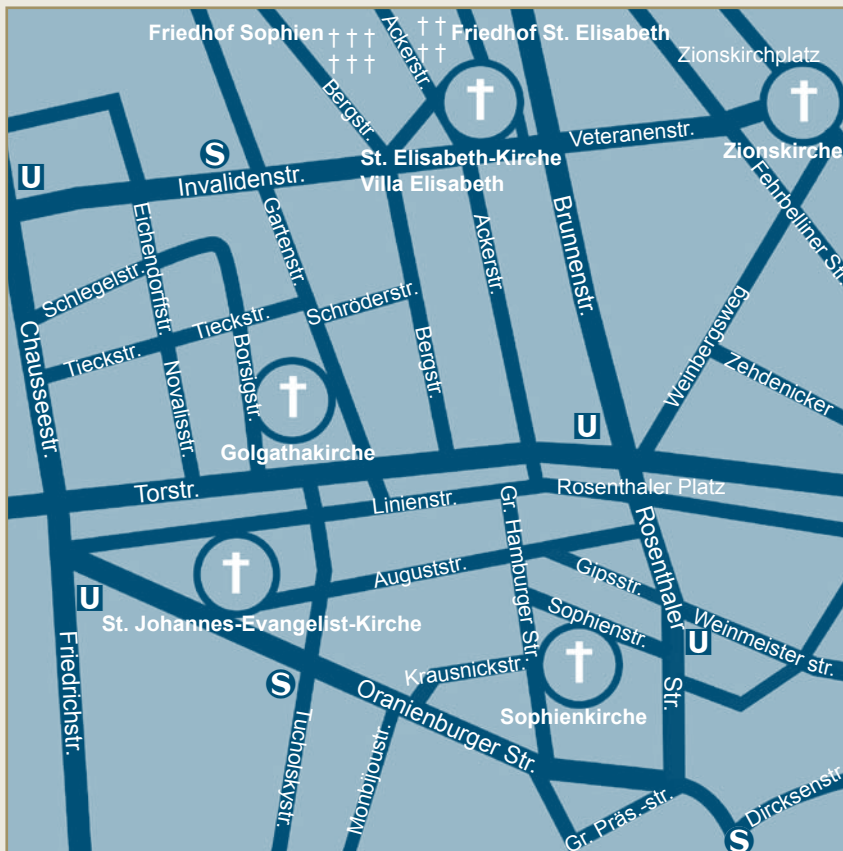 Friedhof Sophien
Friedhof St. Elisabeth
Ackerstr.
Zionskirchplatz
Bergstr.
Veteranenstr.
S
U
St. Elisabeth-Kirche
Villa Elisabeth
Zionskirche
Invalidenstr.
Fehrbelliner Str.
Eichendorffstr.
Gartenstr.
Ackerstr.
Brunnenstr.
Schlegelstr.
Schröderstr.
Tieckstr.
Tieckstr.
Chausseestr.
Borsigstr.
Bergstr.
Weinbergsweg
Novalisstr.
Zehdenicker
U
Golgathakirche
Torstr.
Linienstr.
Rosenthaler Platz
Gr. Hamburger Str.
Rosenthaler Str.
Auguststr.
Gipsstr.
U
St. Johannes-Evangelist-Kirche
Sophienstr.
Weinmeister str.
U
Friedrichstr.
Krausnickstr.
S
Oranienburger Str.
Sophienkirche
Tucholskystr.
Monbijoustr.
Dircksenstr.
Gr. Präs.-str.
S